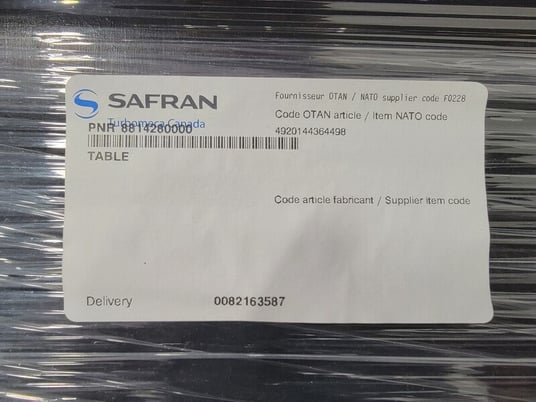 SAFRAN
Turbomeca Canada
PNR 8814280000
TABLE
Fournisseur OTAN / NATO supplier code F0228
Code OTAN article / Item NATO code
4920144364498
Code article fabricant / Supplier item code
Delivery 0082163587